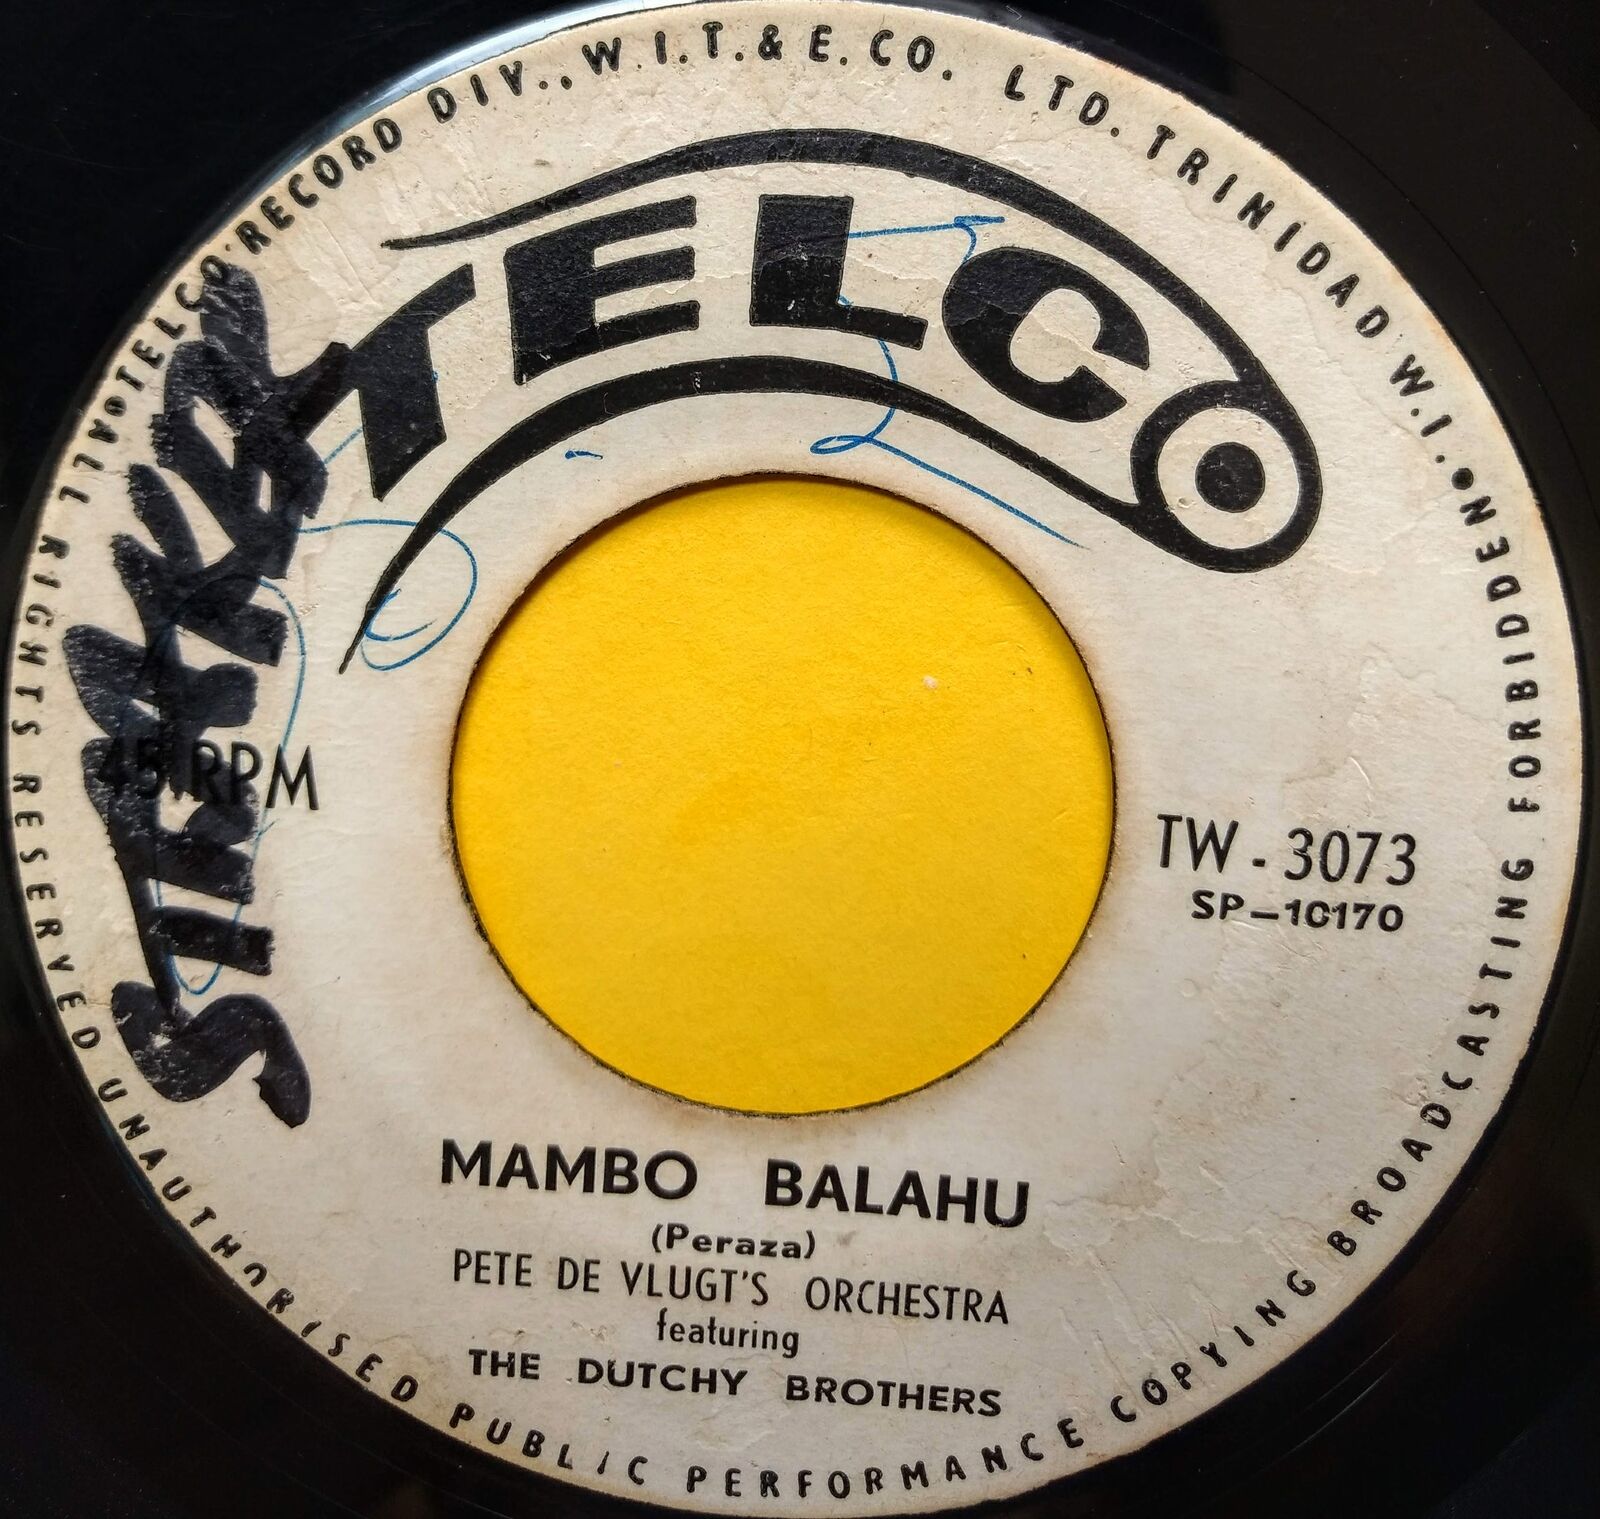 TELCO RECORD DIV., W.I.T. & E. CO. LTD. TRINIDAD W.I.
ALL RIGHTS RESERVED UNAUTHORISED PUBLIC PERFORMANCE COPYING BROADCASTING FORBIDDEN
TELCO
STRAKER
45 RPM
TW - 3073
SP-10170
MAMBO BALAHU
(Peraza)
PETE DE VLUGT'S ORCHESTRA
featuring
THE DUTCHY BROTHERS